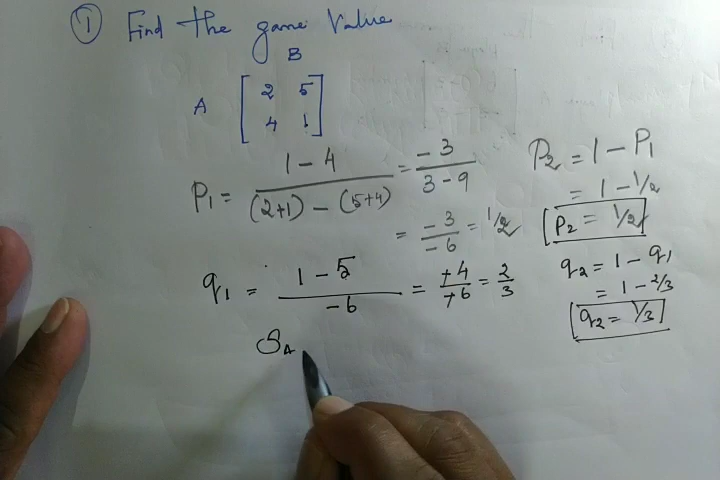 ① Find the game Value
B
A [ 2 5
4 1 ]
P1 = 1 - 4 / (2+1) - (5+4) = -3 / 3-9
= -3 / -6 = 1/2
P2 = 1 - P1
= 1 - 1/2
P2 = 1/2
q1 = 1 - 5 / -6 = +4 / +6 = 2/3
q2 = 1 - q1
= 1 - 2/3
q2 = 1/3
SA